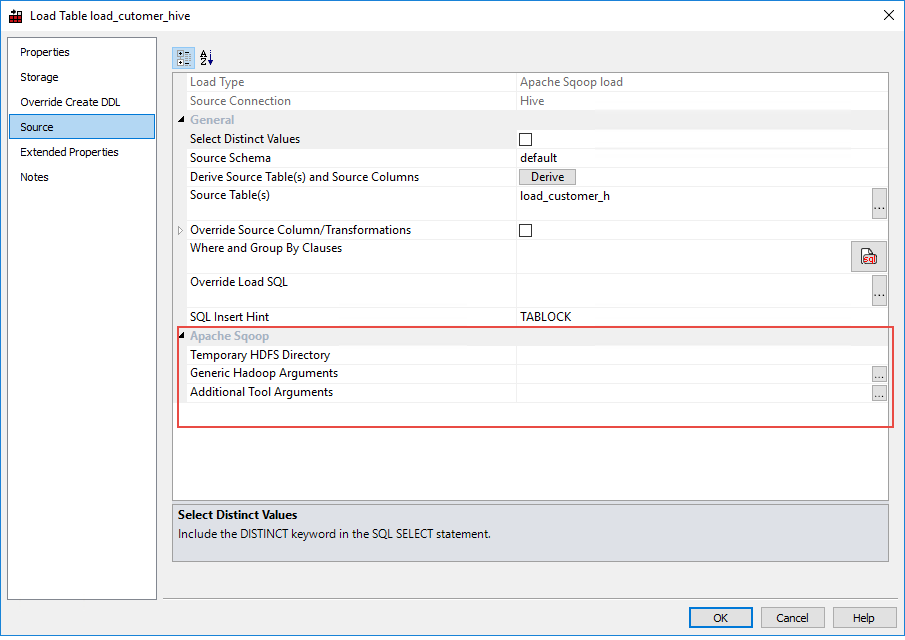 Load Table load_cutomer_hive
Properties
Storage
Override Create DDL
Source
Extended Properties
Notes
Load Type Apache Sqoop load
Source Connection Hive
General
Select Distinct Values
Source Schema default
Derive Source Table(s) and Source Columns Derive
Source Table(s) load_customer_h
...
Override Source Column/Transformations
Where and Group By Clauses
sql
Override Load SQL
...
SQL Insert Hint TABLOCK
Apache Sqoop
Temporary HDFS Directory
Generic Hadoop Arguments ...
Additional Tool Arguments ...
Select Distinct Values
Include the DISTINCT keyword in the SQL SELECT statement.
OK Cancel Help